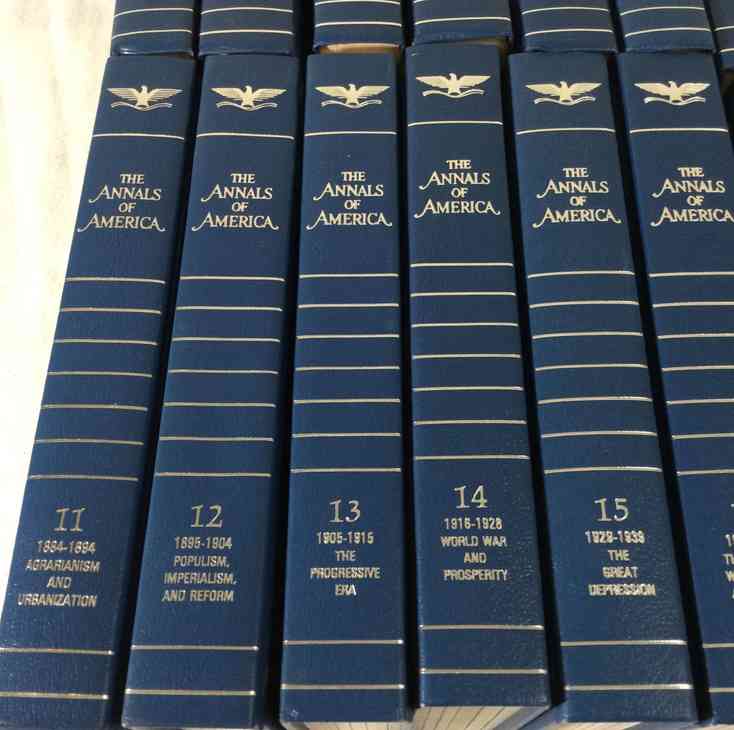 THE
ANNALS
OF
AMERICA
11
1884-1894
AGRARIANISM
AND
URBANIZATION
THE
ANNALS
OF
AMERICA
12
1895-1904
POPULISM,
IMPERIALISM,
AND REFORM
THE
ANNALS
OF
AMERICA
13
1905-1915
THE
PROGRESSIVE
ERA
THE
ANNALS
OF
AMERICA
14
1916-1928
WORLD WAR
AND
PROSPERITY
THE
ANNALS
OF
AMERICA
15
1929-1939
THE
GREAT
DEPRESSION
THE
ANNALS
OF
AMERICA